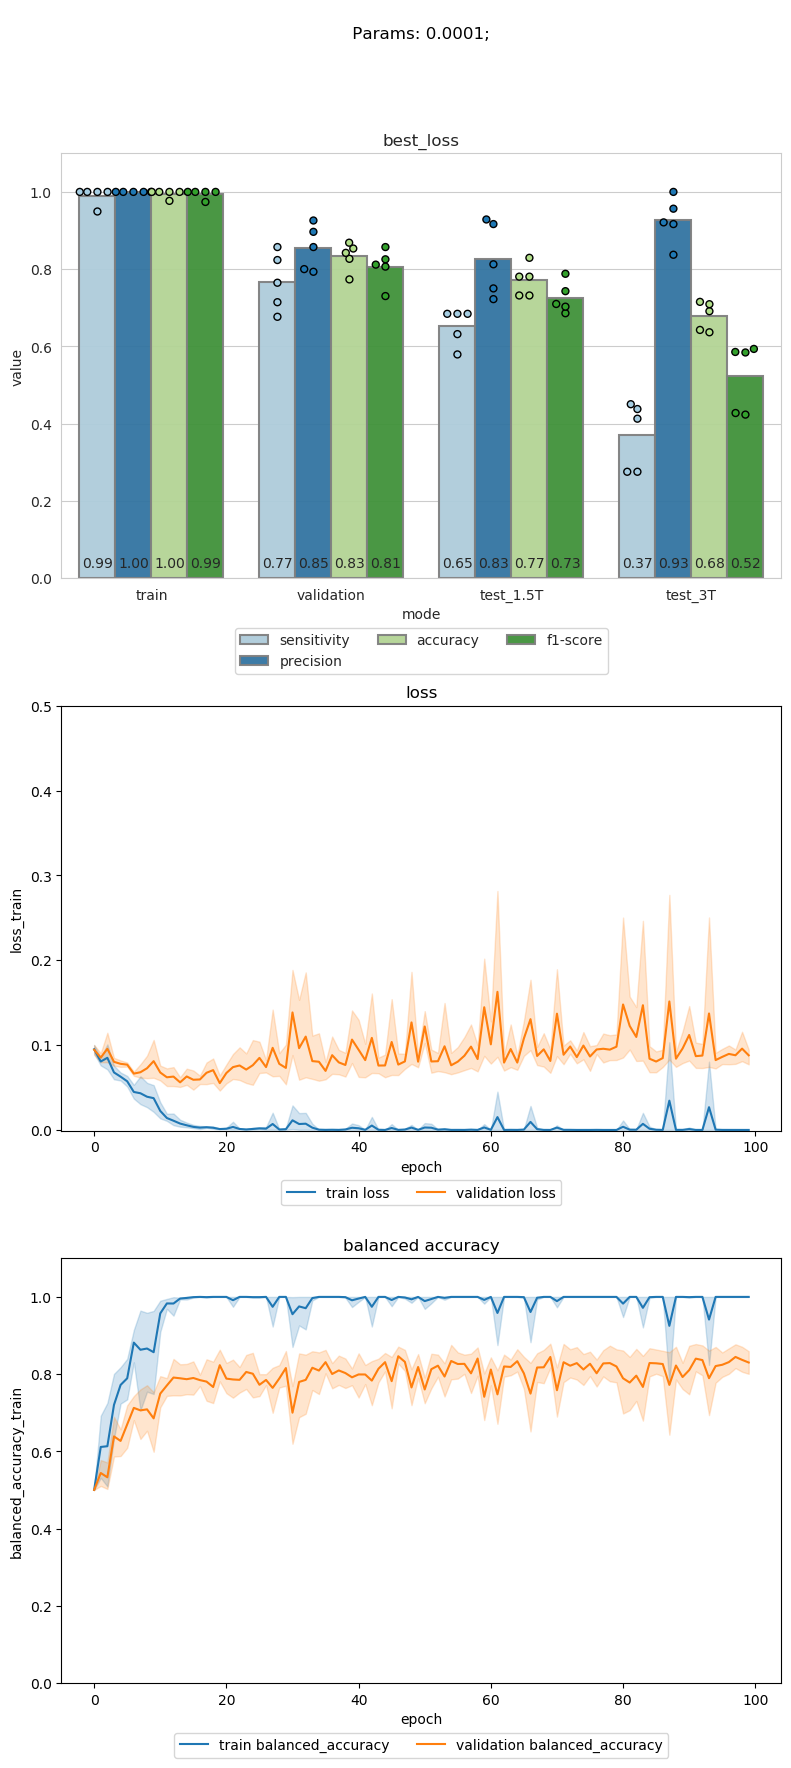 Params: 0.0001;
best_loss
1.0
0.8
0.6
0.4
0.2
0.0
value
0.99 1.00 1.00 0.99 0.77 0.85 0.83 0.81 0.65 0.83 0.77 0.73 0.37 0.93 0.68 0.52
train validation test_1.5T test_3T
mode
sensitivity accuracy f1-score
precision
loss
0.5
0.4
0.3
0.2
0.1
0.0
loss_train
0 20 40 60 80 100
epoch
train loss validation loss
balanced accuracy
1.0
0.8
0.6
0.4
0.2
0.0
balanced_accuracy_train
0 20 40 60 80 100
epoch
train balanced_accuracy validation balanced_accuracy